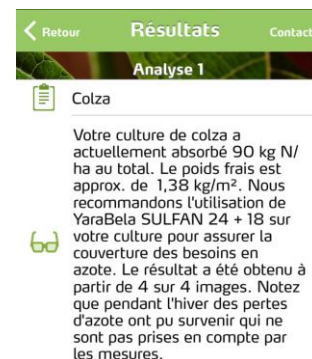 Retour
Résultats
Contact
Analyse 1
Colza
Votre culture de colza a
actuellement absorbé 90 kg N/
ha au total. Le poids frais est
approx. de 1,38 kg/m². Nous
recommandons l'utilisation de
YaraBela SULFAN 24 + 18 sur
votre culture pour assurer la
couverture des besoins en
azote. Le résultat a été obtenu à
partir de 4 sur 4 images. Notez
que pendant l'hiver des pertes
d'azote ont pu survenir qui ne
sont pas prises en compte par
les mesures.